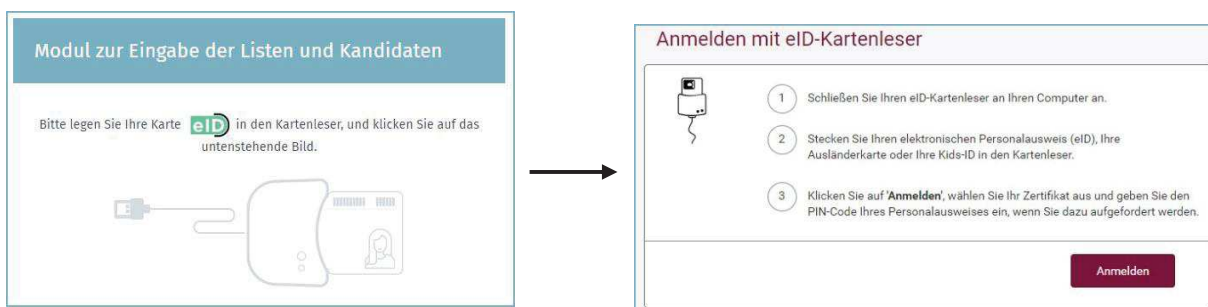 Modul zur Eingabe der Listen und Kandidaten
Bitte legen Sie Ihre Karte eID in den Kartenleser, und klicken Sie auf das
untenstehende Bild.
Anmelden mit eID-Kartenleser
1 Schließen Sie Ihren eID-Kartenleser an Ihren Computer an.
2 Stecken Sie Ihren elektronischen Personalausweis (eID), Ihre
Ausländerkarte oder Ihre Kids-ID in den Kartenleser.
3 Klicken Sie auf 'Anmelden', wählen Sie Ihr Zertifikat aus und geben Sie den
PIN-Code Ihres Personalausweises ein, wenn Sie dazu aufgefordert werden.
Anmelden